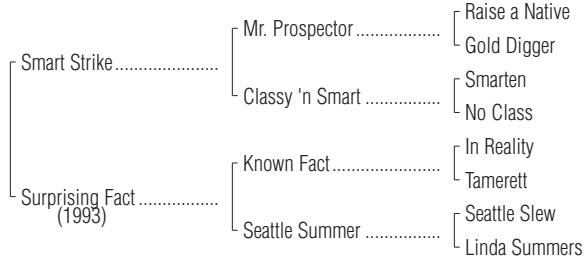 Raise a Native
Mr. Prospector ..................
Gold Digger
Smart Strike ......................
Smarten
Classy 'n Smart ................
No Class
In Reality
Known Fact .......................
Tamerett
Surprising Fact .................
(1993)
Seattle Slew
Seattle Summer ................
Linda Summers